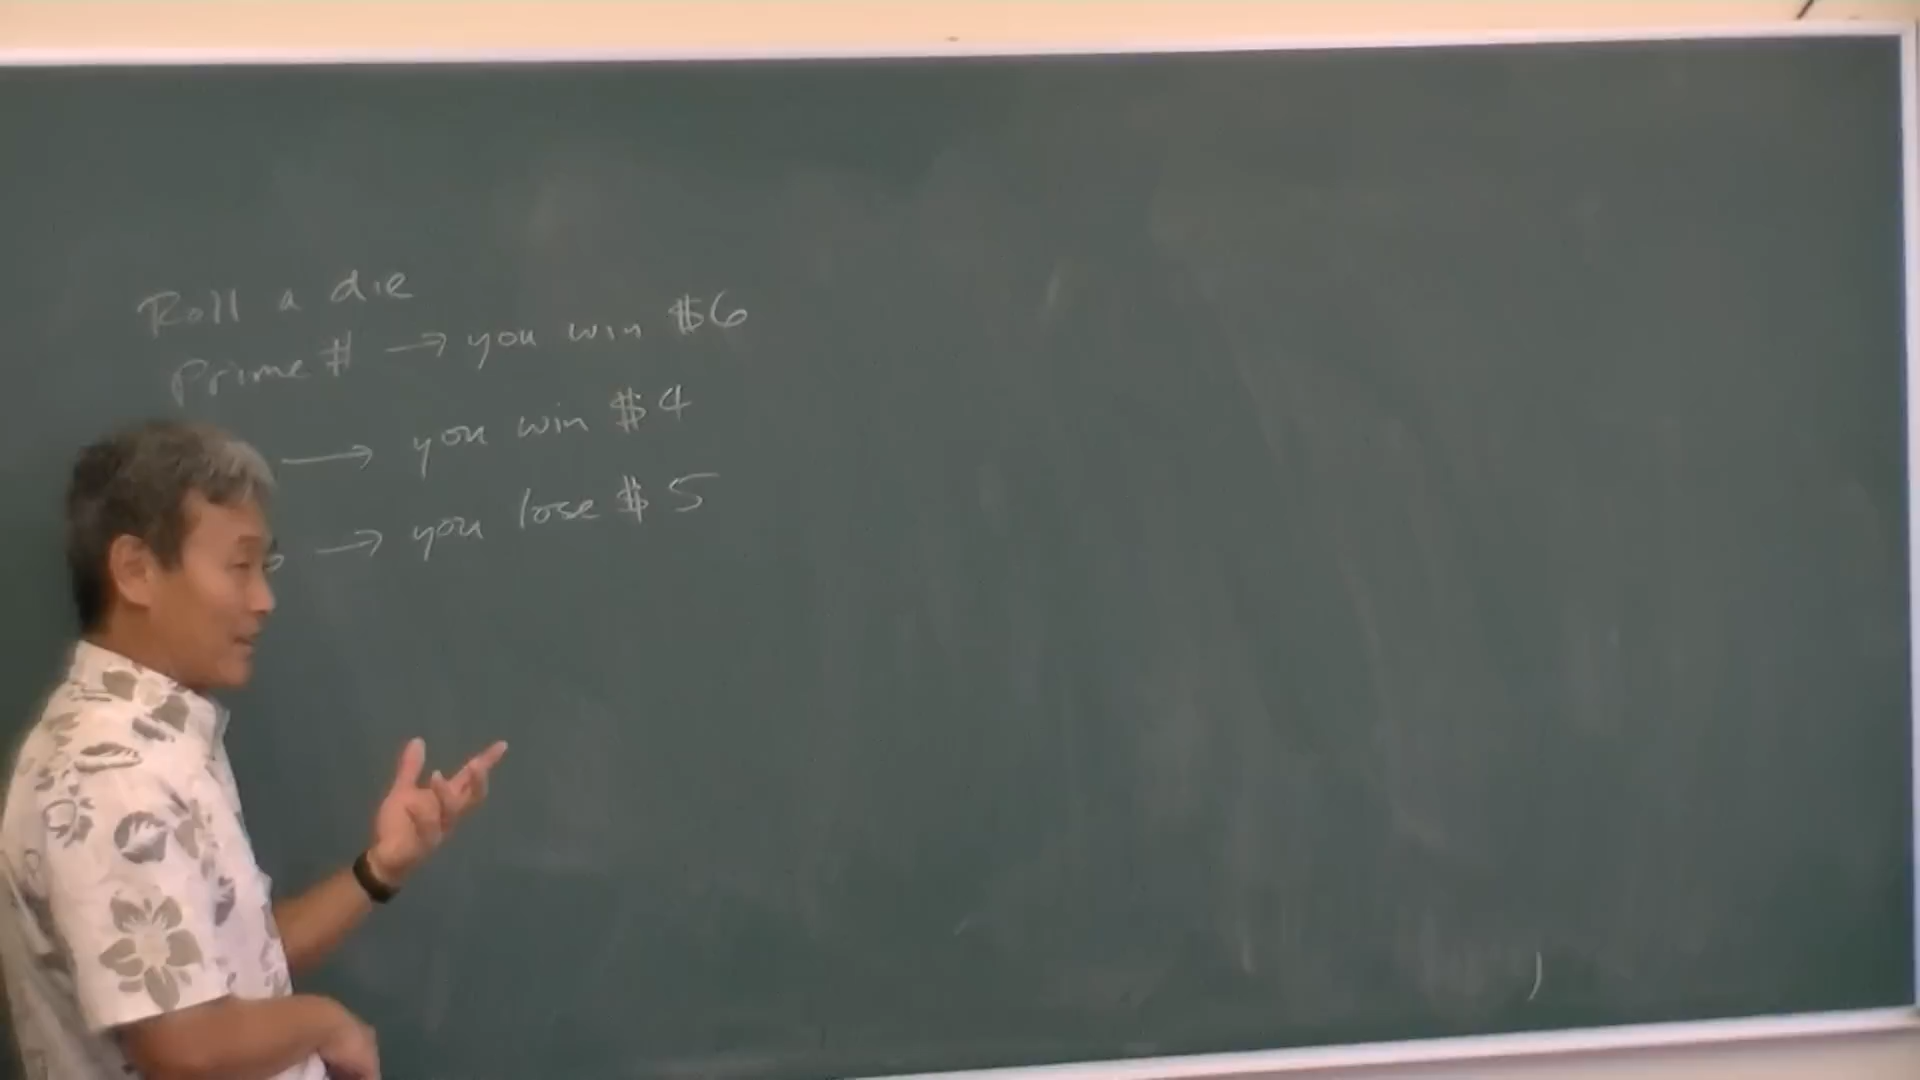 Roll a die
Prime # → you win $6
→ you win $4
→ you lose $5